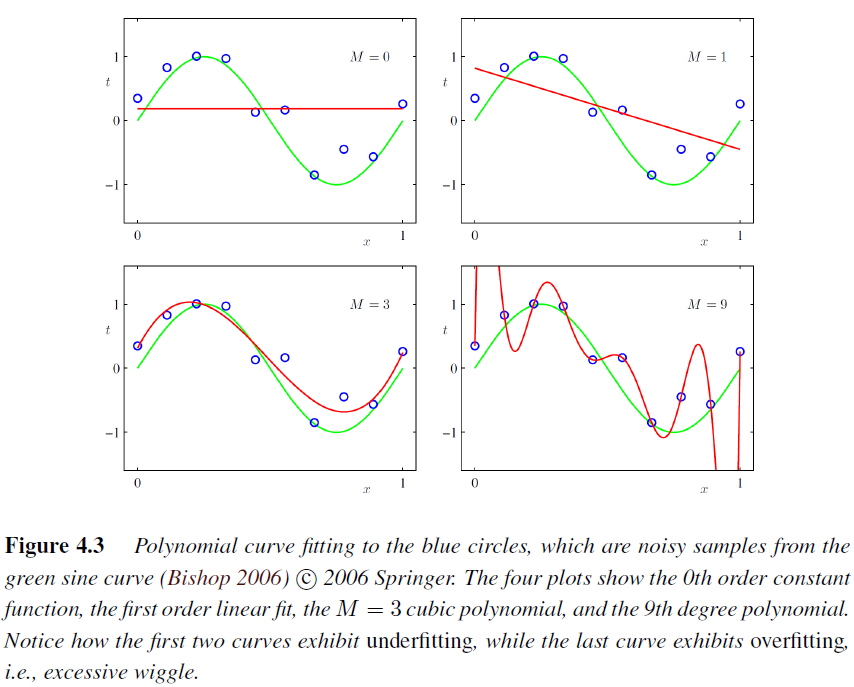 1
t
0
−1
M = 0
0
x
1
1
t
0
−1
M = 1
0
x
1
1
t
0
−1
M = 3
0
x
1
1
t
0
−1
M = 9
0
x
1
Figure 4.3 Polynomial curve fitting to the blue circles, which are noisy samples from the
green sine curve (Bishop 2006) © 2006 Springer. The four plots show the 0th order constant
function, the first order linear fit, the M = 3 cubic polynomial, and the 9th degree polynomial.
Notice how the first two curves exhibit underfitting, while the last curve exhibits overfitting,
i.e., excessive wiggle.